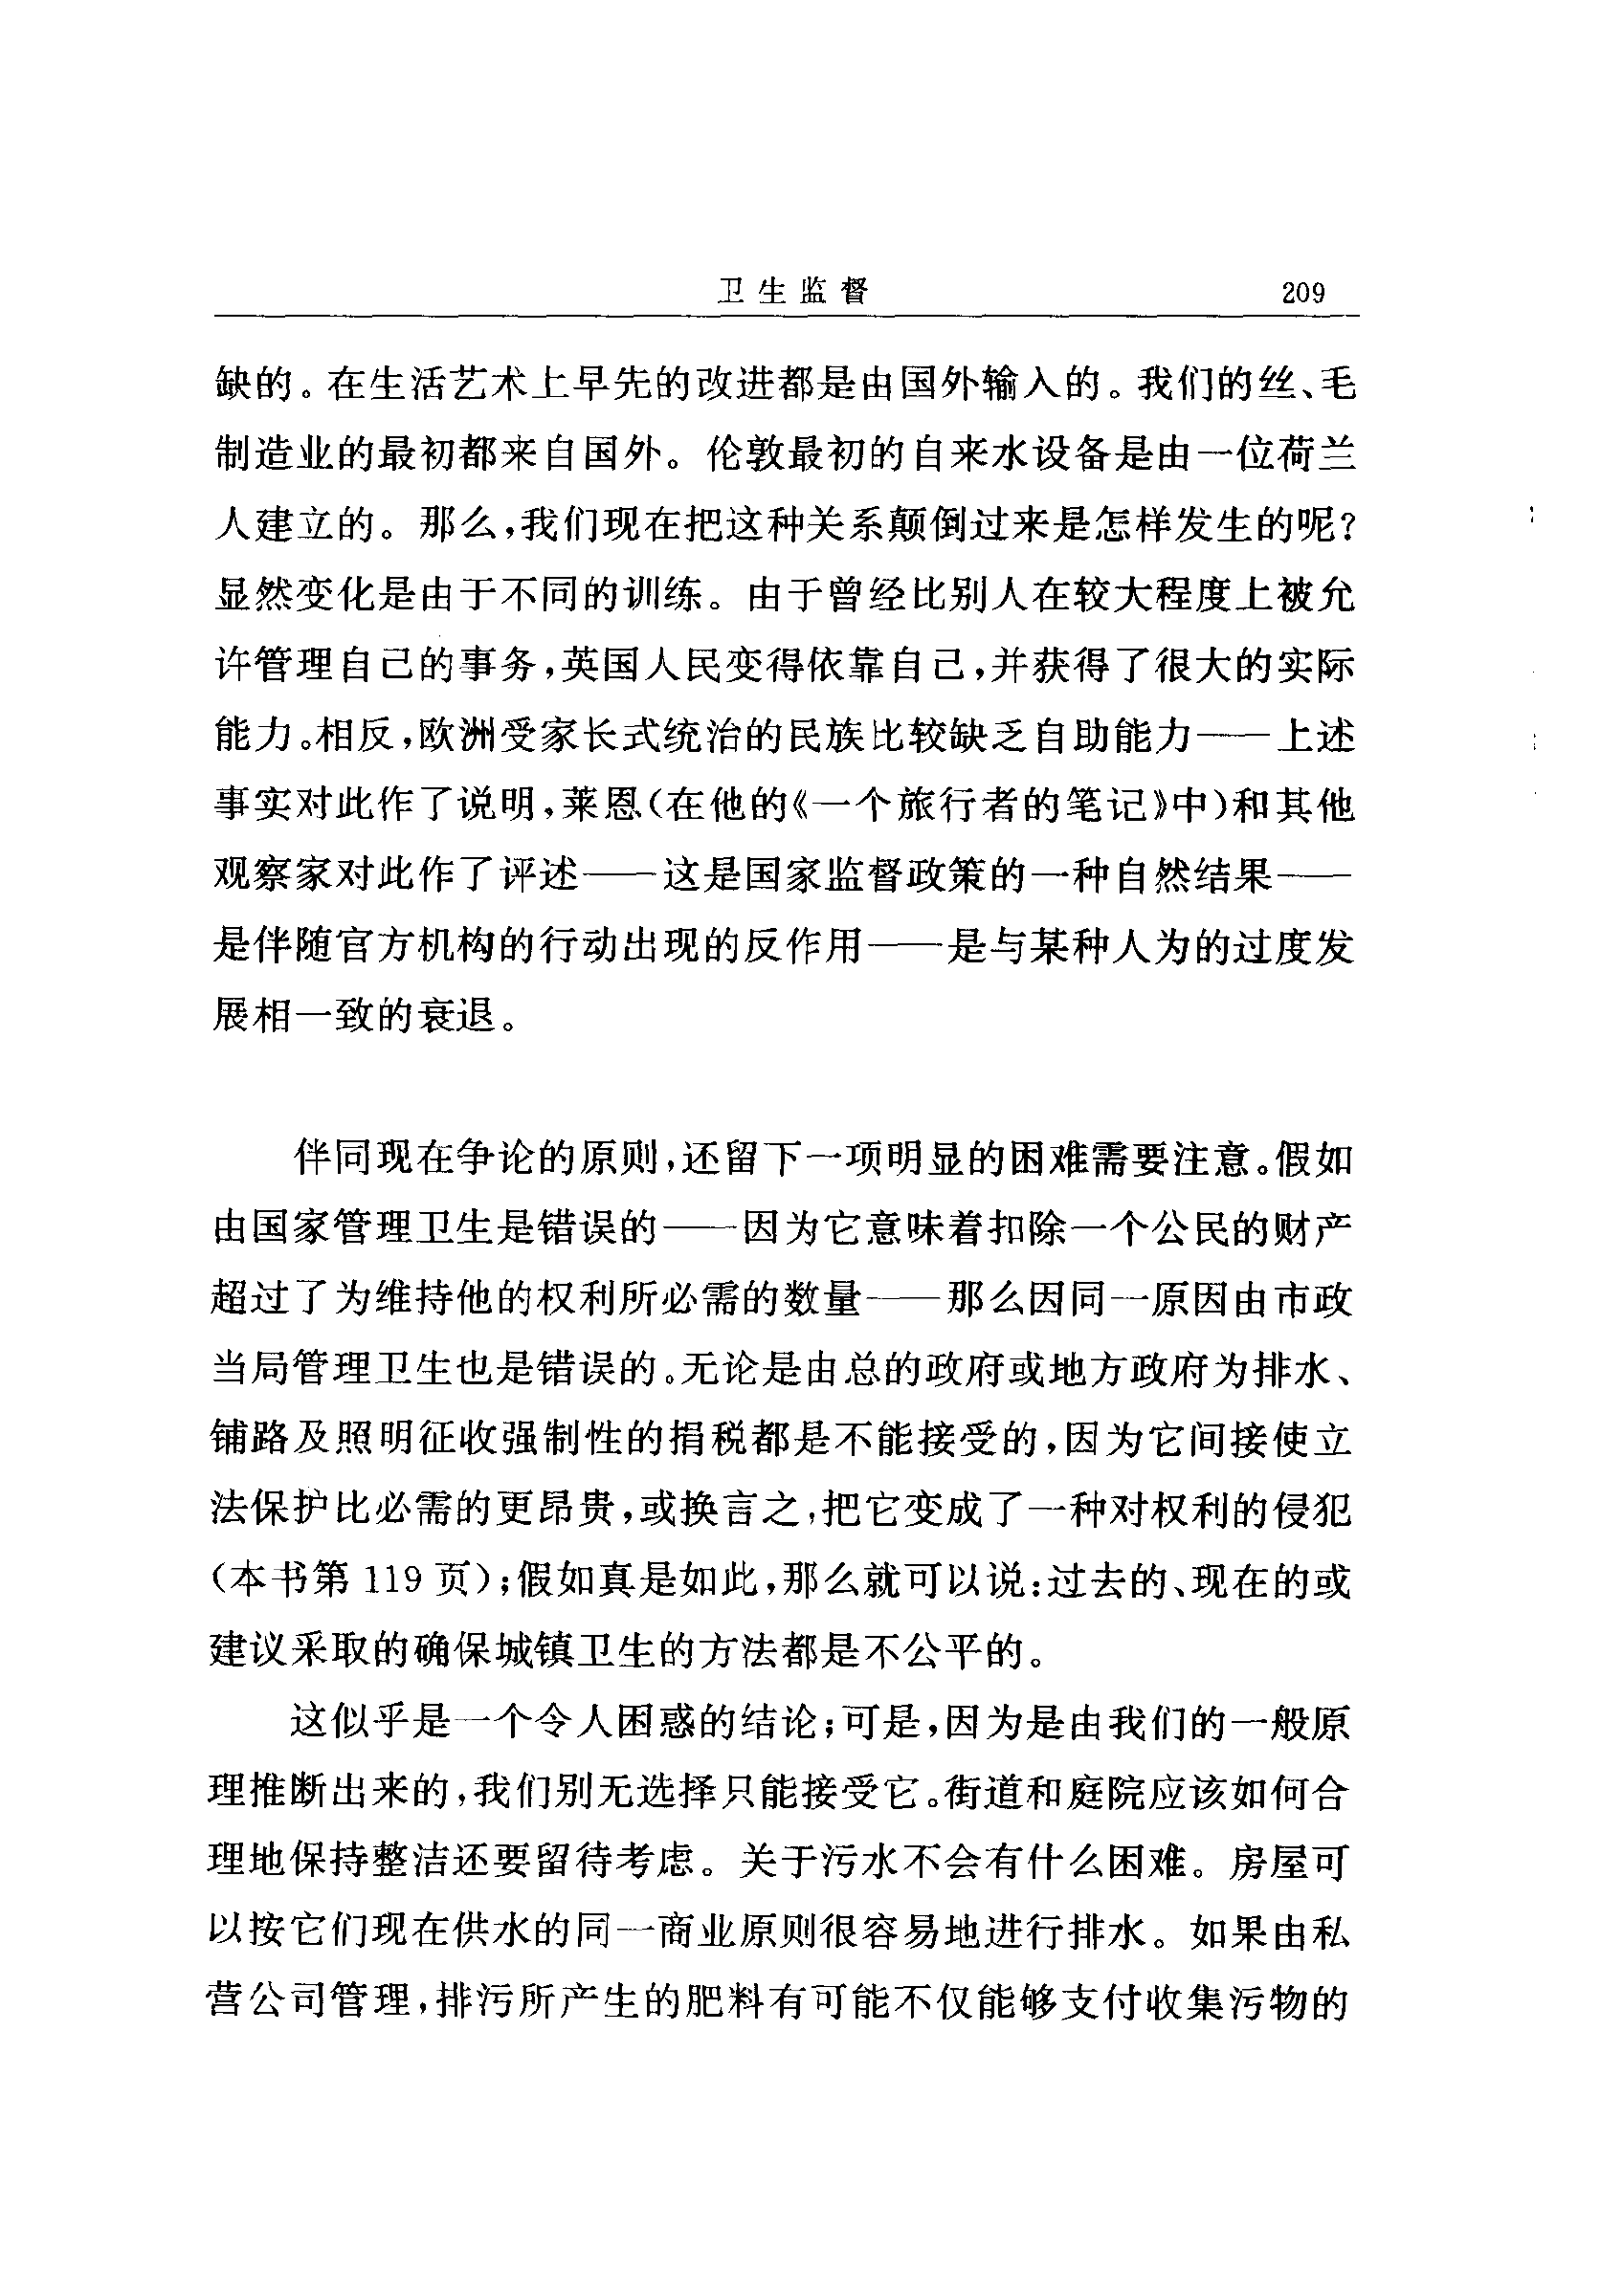 卫生监督 209
缺的。在生活艺术上早先的改进都是由国外输入的。我们的丝、毛
制造业的最初都来自国外。伦敦最初的自来水设备是由一位荷兰
人建立的。那么,我们现在把这种关系颠倒过来是怎样发生的呢?
显然变化是由于不同的训练。由于曾经比别人在较大程度上被允
许管理自己的事务,英国人民变得依靠自己,并获得了很大的实际
能力。相反,欧洲受家长式统治的民族比较缺乏自助能力——上述
事实对此作了说明,莱恩(在他的《一个旅行者的笔记》中)和其他
观察家对此作了评述——这是国家监督政策的一种自然结果——
是伴随官方机构的行动出现的反作用——是与某种人为的过度发
展相一致的衰退。
伴同现在争论的原则,还留下一项明显的困难需要注意。假如
由国家管理卫生是错误的——因为它意味着扣除一个公民的财产
超过了为维持他的权利所必需的数量——那么因同一原因由市政
当局管理卫生也是错误的。无论是由总的政府或地方政府为排水、
铺路及照明征收强制性的捐税都是不能接受的,因为它间接使立
法保护比必需的更昂贵,或换言之,把它变成了一种对权利的侵犯
(本书第 119 页);假如真是如此,那么就可以说:过去的、现在的或
建议采取的确保城镇卫生的方法都是不公平的。
这似乎是一个令人困惑的结论;可是,因为是由我们的一般原
理推断出来的,我们别无选择只能接受它。街道和庭院应该如何合
理地保持整洁还要留待考虑。关于污水不会有什么困难。房屋可
以按它们现在供水的同一商业原则很容易地进行排水。如果由私
营公司管理,排污所产生的肥料有可能不仅能够支付收集污物的